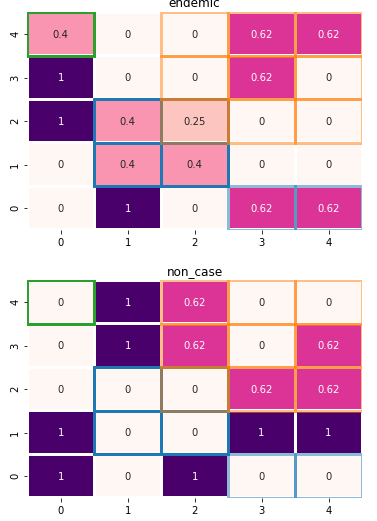 endemic
4 0.4 0 0 0.62 0.62
3 1 0 0 0.62 0
2 1 0.4 0.25 0 0
1 0 0.4 0.4 0 0
0 0 1 0 0.62 0.62
0 1 2 3 4
non_case
4 0 1 0.62 0 0
3 0 1 0.62 0 0.62
2 0 0 0 0.62 0.62
1 1 0 0 1 1
0 1 0 1 0 0
0 1 2 3 4